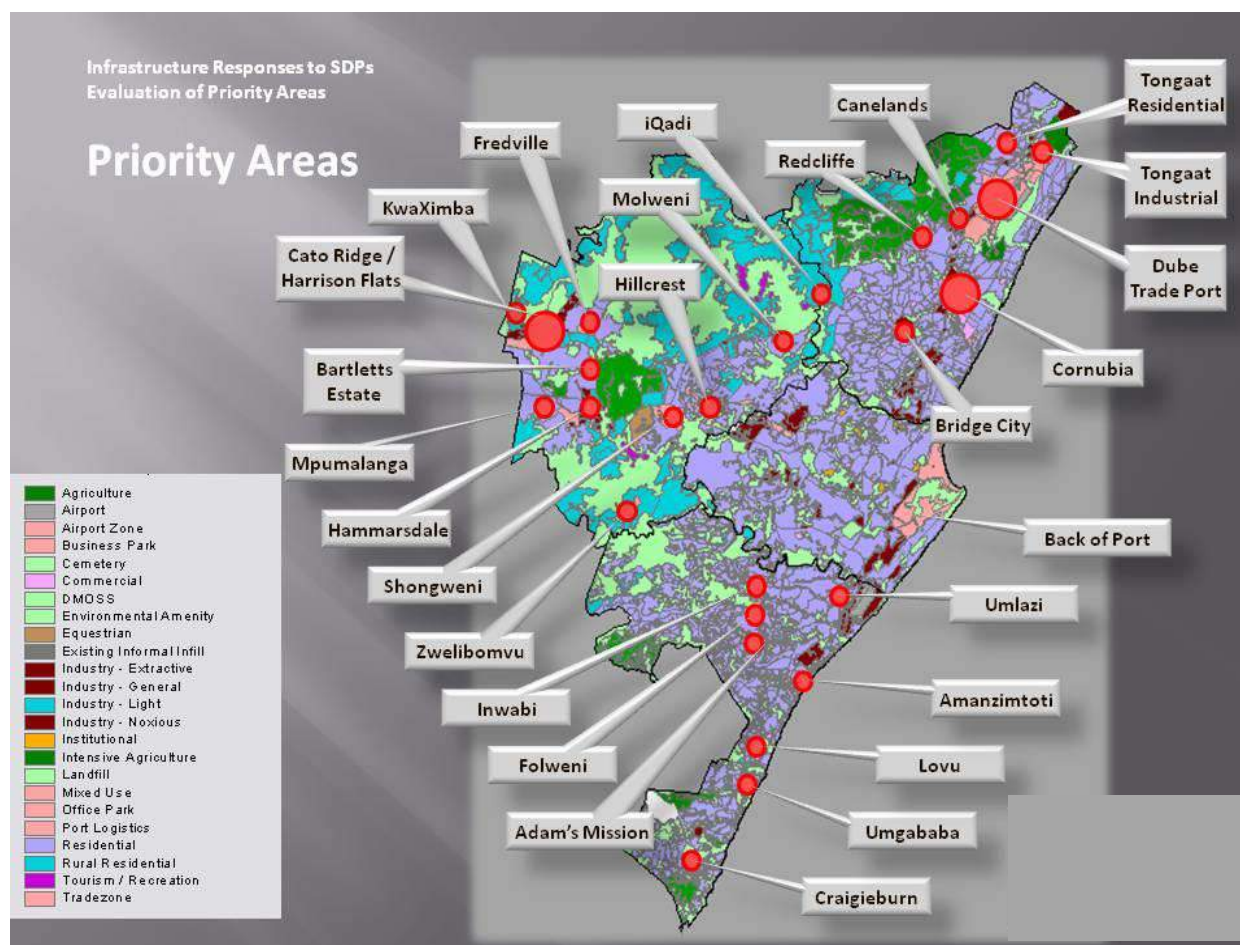 Infrastructure Responses to SDPs
Evaluation of Priority Areas
Priority Areas
Tongaat
Residential
Canelands
iQadi
Fredville
Redcliffe
Tongaat
Industrial
Molweni
KwaXimba
Cato Ridge /
Harrison Flats
Hillcrest
Dube
Trade Port
Bartletts
Estate
Cornubia
Bridge City
Mpumalanga
Hammarsdale
Back of Port
Shongweni
Umlazi
Zwelibomvu
Inwabi
Amanzimtoti
Folweni
Lovu
Adam's Mission
Umgababa
Craigieburn
Agriculture
Airport
Airport Zone
Business Park
Cemetery
Commercial
DMOSS
Environmental Amenity
Equestrian
Existing Informal Infill
Industry - Extractive
Industry - General
Industry - Light
Industry - Noxious
Institutional
Intensive Agriculture
Landfill
Mixed Use
Office Park
Port Logistics
Residential
Rural Residential
Tourism / Recreation
Tradezone